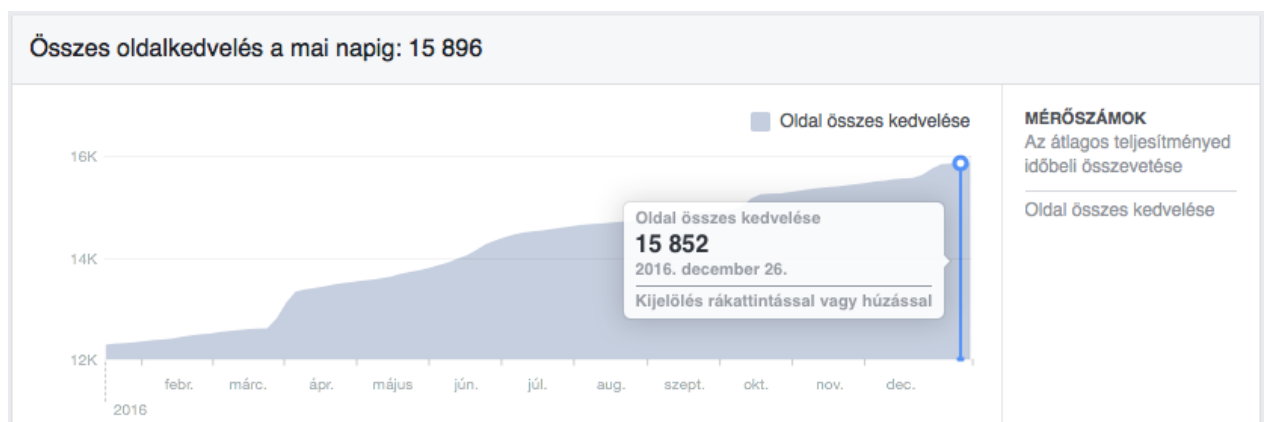 Összes oldalkedvelés a mai napig: 15 896
Oldal összes kedvelése
16K
14K
12K
Oldal összes kedvelése
15 852
2016. december 26.
Kijelölés rákattintással vagy húzással
febr. márc. ápr. május jún. júl. aug. szept. okt. nov. dec.
2016
MÉRŐSZÁMOK
Az átlagos teljesítményed
időbeli összevetése
Oldal összes kedvelése